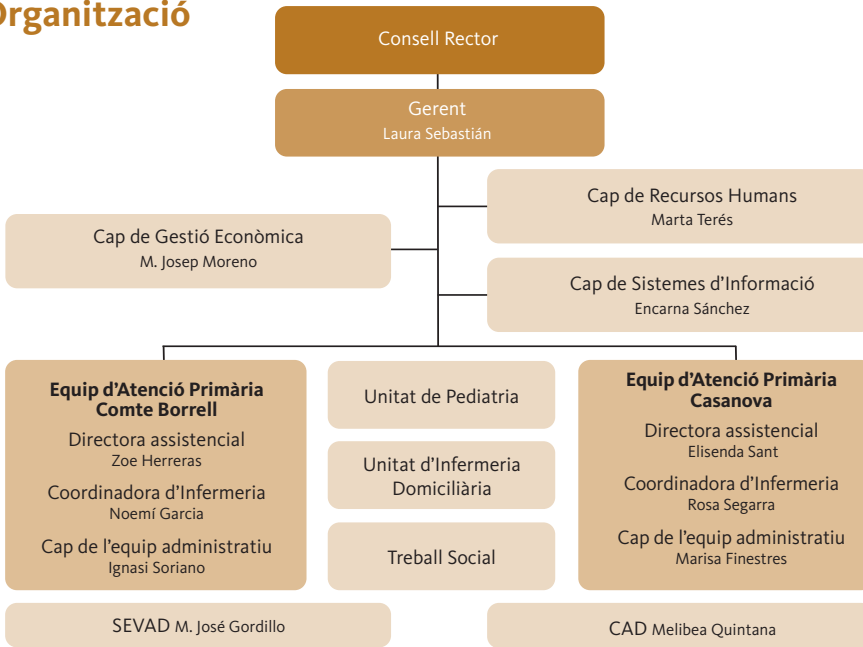 Organització
Consell Rector
Gerent
Laura Sebastián
Cap de Recursos Humans
Marta Terés
Cap de Gestió Econòmica
M. Josep Moreno
Cap de Sistemes d'Informació
Encarna Sánchez
Equip d'Atenció Primària
Comte Borrell
Directora assistencial
Zoe Herreras
Coordinadora d'Infermeria
Noemí Garcia
Cap de l'equip administratiu
Ignasi Soriano
Unitat de Pediatria
Unitat d'Infermeria
Domiciliària
Treball Social
Equip d'Atenció Primària
Casanova
Directora assistencial
Elisenda Sant
Coordinadora d'Infermeria
Rosa Segarra
Cap de l'equip administratiu
Marisa Finestres
SEVAD M. José Gordillo
CAD Melibea Quintana